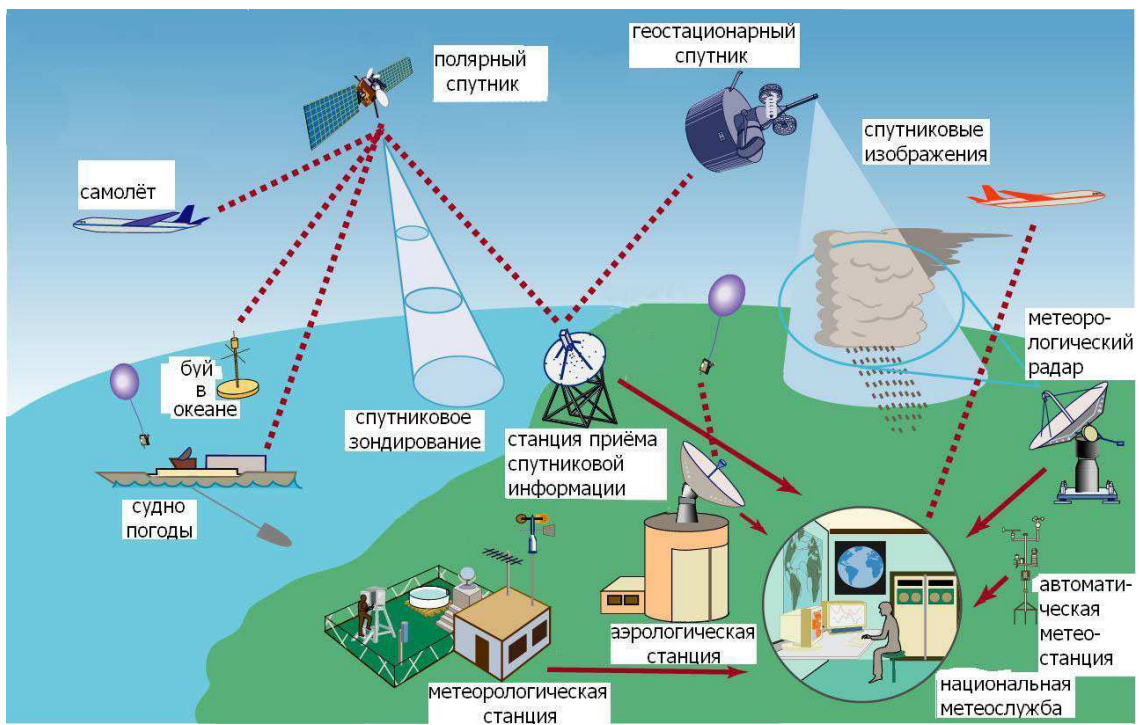 полярный
спутник
геостационарный
спутник
спутниковые
изображения
самолёт
метеоро-
логический
радар
буй
в
океане
спутниковое
зондирование
станция приёма
спутниковой
информации
судно
погоды
автомати-
ческая
метео-
станция
аэрологическая
станция
метеорологическая
станция
национальная
метеослужба